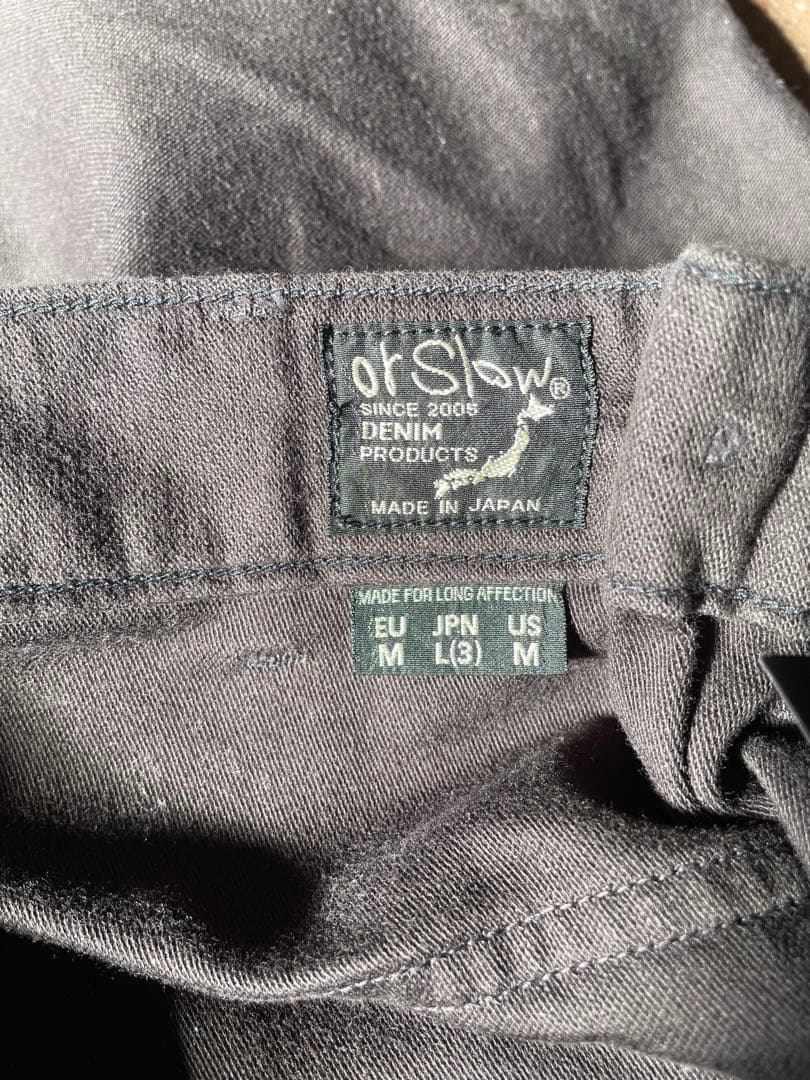 orSlow®
SINCE 2005
DENIM
PRODUCTS
MADE IN JAPAN
MADE FOR LONG AFFECTION
EU JPN US
M L(3) M